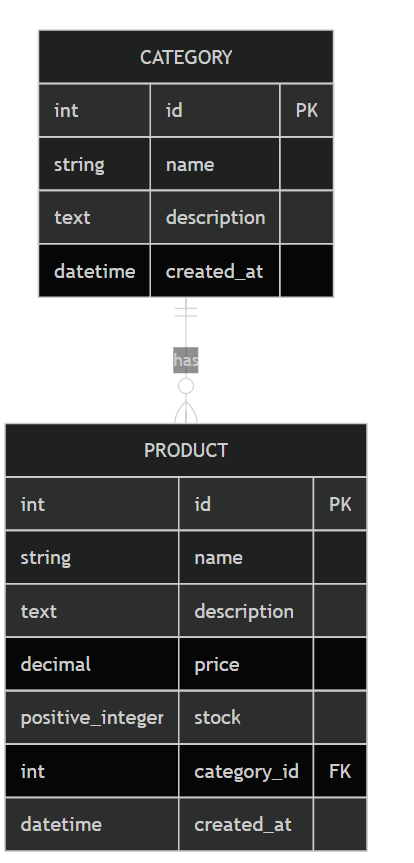 CATEGORY
int id PK
string name
text description
datetime created_at
has
PRODUCT
int id PK
string name
text description
decimal price
positive_integer stock
int category_id FK
datetime created_at